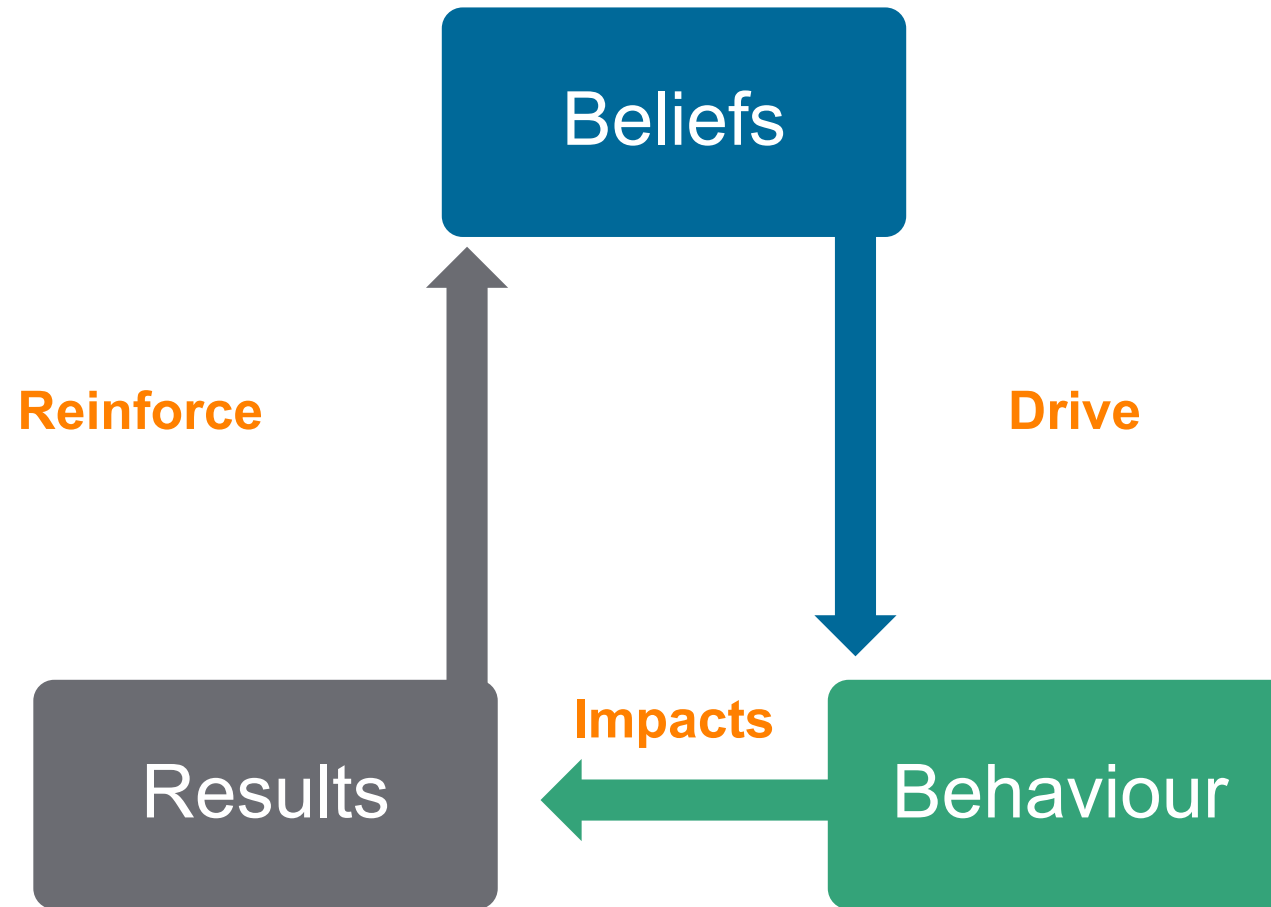 Beliefs
Reinforce
Drive
Impacts
Results
Behaviour